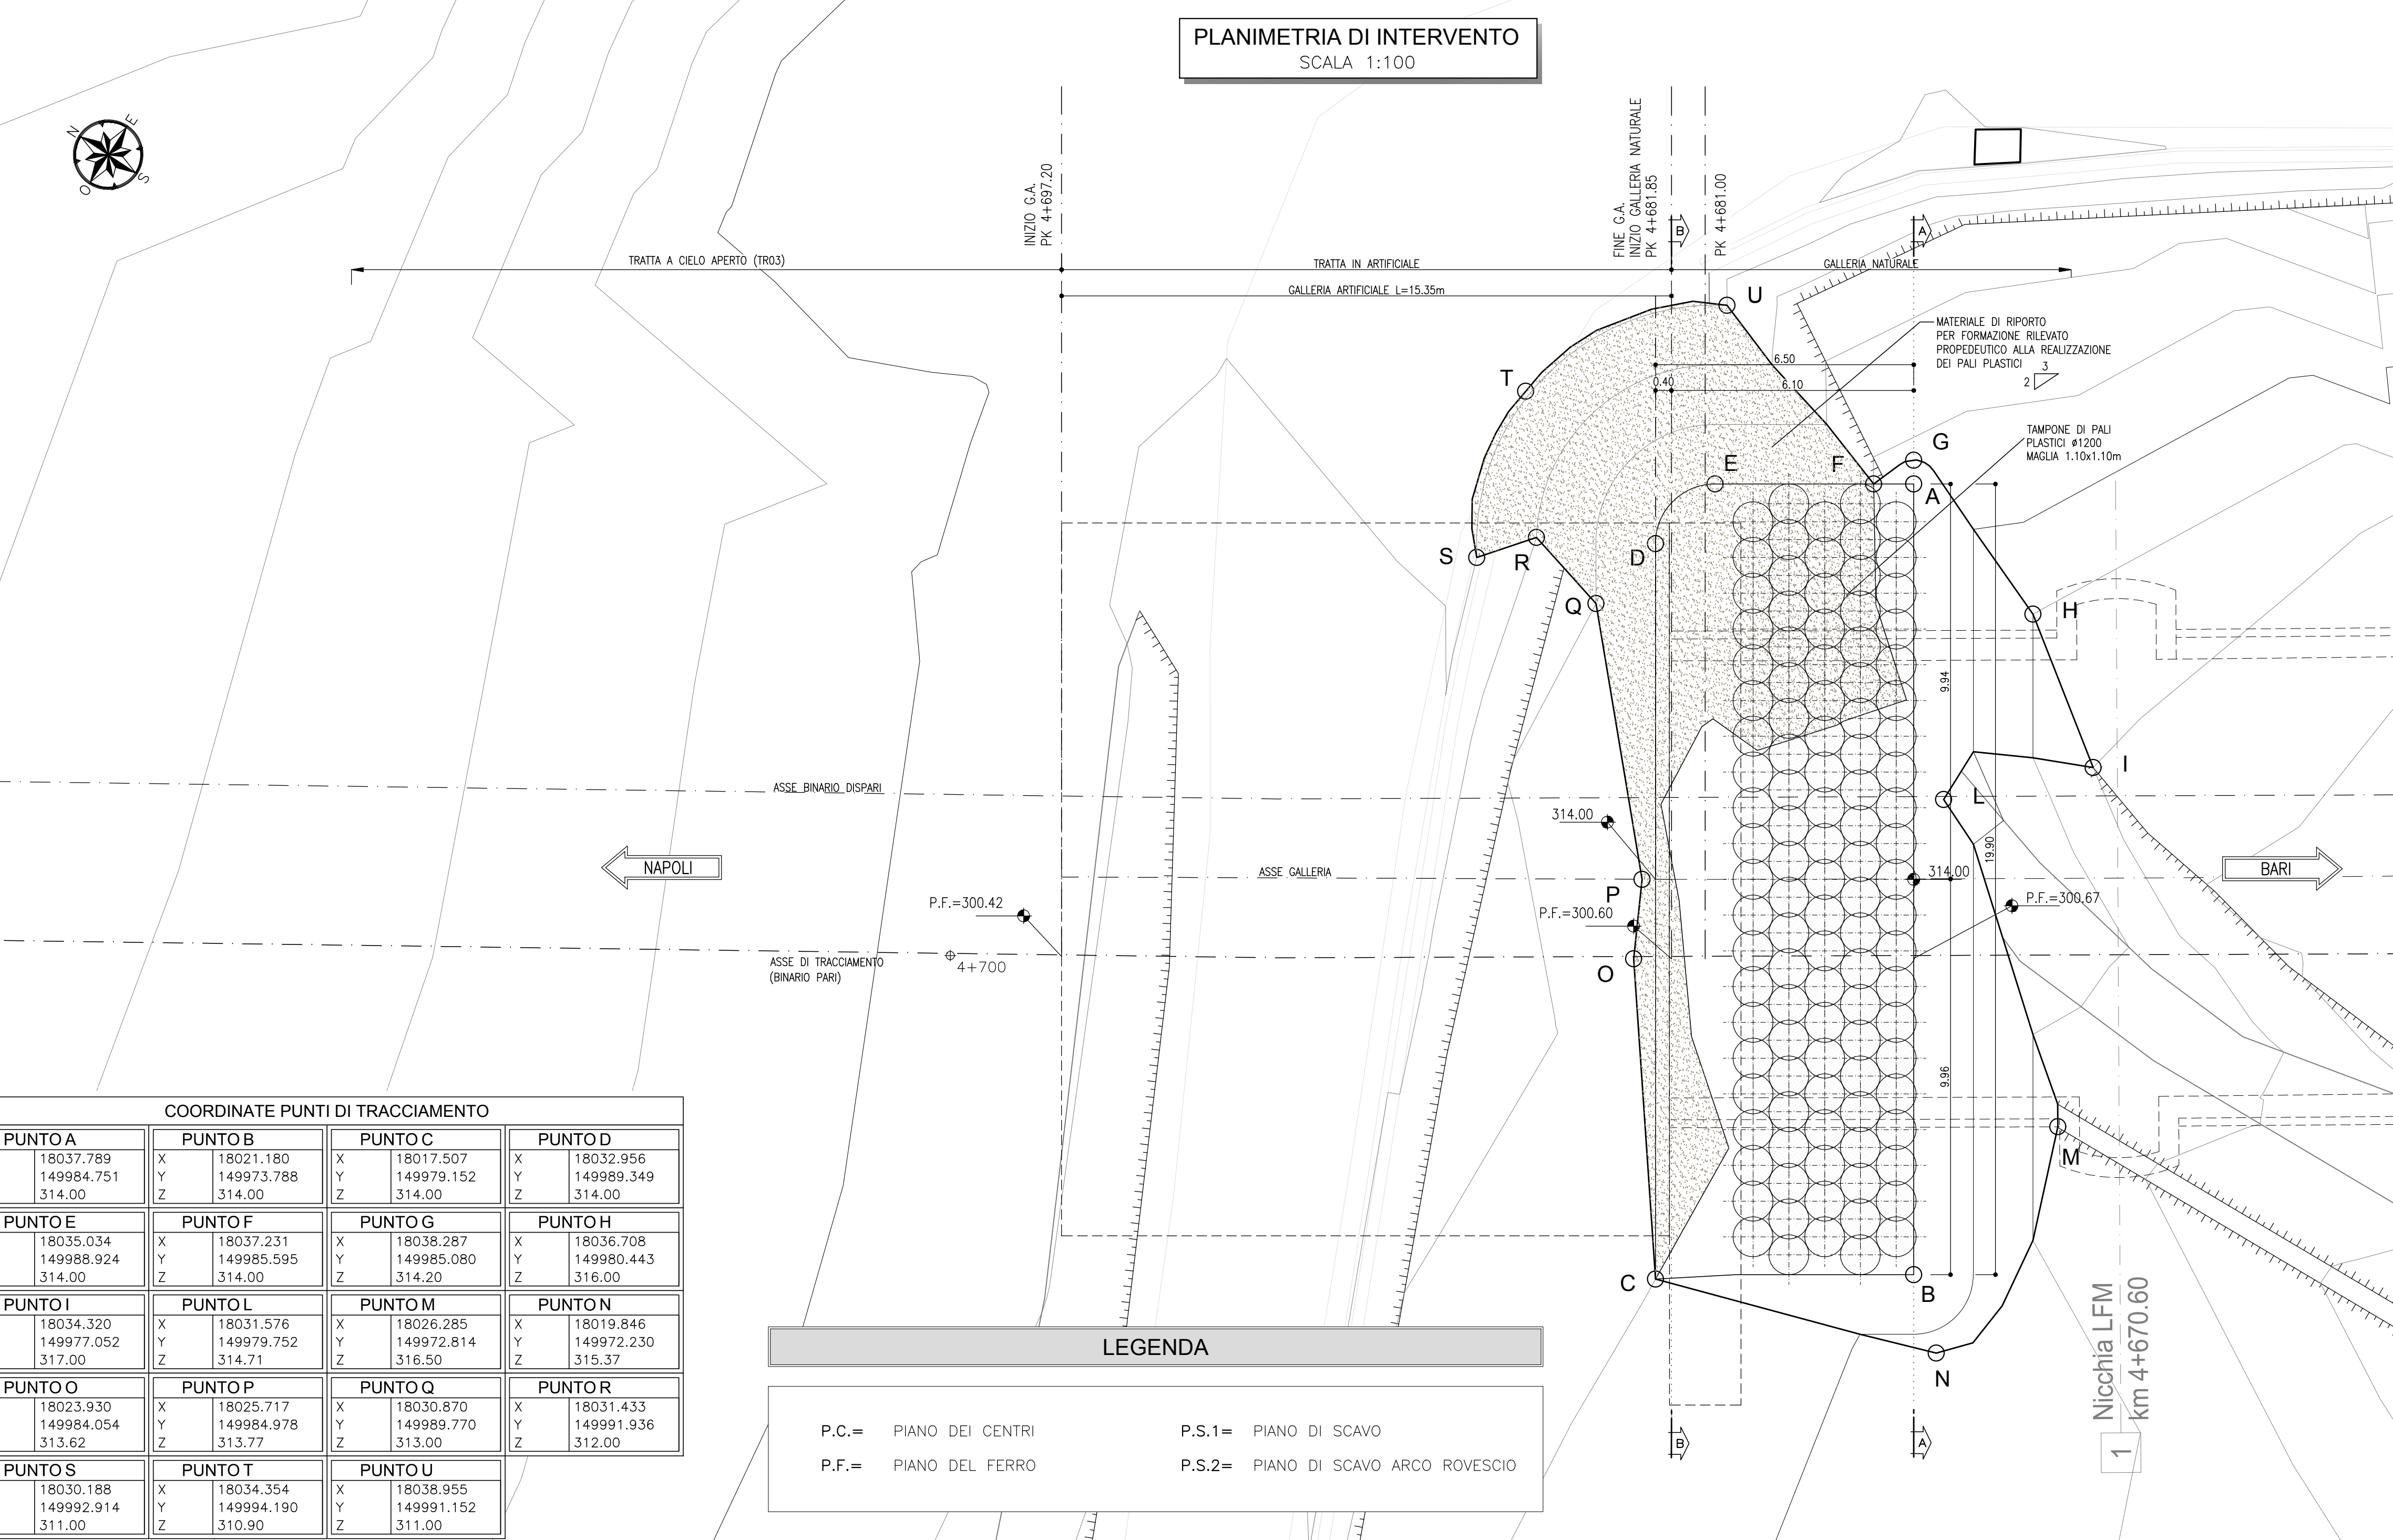 PLANIMETRIA DI INTERVENTO
SCALA 1:100
N
E
S
O
INIZIO G.A.
PK 4+697.20
FINE G.A.
INIZIO GALLERIA NATURALE
PK 4+681.85
PK 4+681.00
B
A
TRATTA A CIELO APERTO (TR03)
TRATTA IN ARTIFICIALE
GALLERIA NATURALE
GALLERIA ARTIFICIALE L=15.35m
U
MATERIALE DI RIPORTO
PER FORMAZIONE RILEVATO
PROPEDEUTICO ALLA REALIZZAZIONE
DEI PALI PLASTICI
3
2
6.50
0.40
6.10
T
TAMPONE DI PALI
PLASTICI ø1200
MAGLIA 1.10x1.10m
G
E
F
A
D
S
R
Q
H
9.94
I
L
ASSE BINARIO DISPARI
314.00
19.90
NAPOLI
ASSE GALLERIA
314.00
BARI
P
P.F.=300.42
P.F.=300.60
P.F.=300.67
O
ASSE DI TRACCIAMENTO
(BINARIO PARI)
4+700
9.96
M
C
B
N
Nicchia LFM
km 4+670.60
1
B
A
COORDINATE PUNTI DI TRACCIAMENTO
PUNTO A PUNTO B PUNTO C PUNTO D
18037.789 X 18021.180 X 18017.507 X 18032.956
149984.751 Y 149973.788 Y 149979.152 Y 149989.349
314.00 Z 314.00 Z 314.00 Z 314.00
PUNTO E PUNTO F PUNTO G PUNTO H
18035.034 X 18037.231 X 18038.287 X 18036.708
149988.924 Y 149985.595 Y 149985.080 Y 149980.443
314.00 Z 314.00 Z 314.20 Z 316.00
PUNTO I PUNTO L PUNTO M PUNTO N
18034.320 X 18031.576 X 18026.285 X 18019.846
149977.052 Y 149979.752 Y 149972.814 Y 149972.230
317.00 Z 314.71 Z 316.50 Z 315.37
PUNTO O PUNTO P PUNTO Q PUNTO R
18023.930 X 18025.717 X 18030.870 X 18031.433
149984.054 Y 149984.978 Y 149989.770 Y 149991.936
313.62 Z 313.77 Z 313.00 Z 312.00
PUNTO S PUNTO T PUNTO U
18030.188 X 18034.354 X 18038.955
149992.914 Y 149994.190 Y 149991.152
311.00 Z 310.90 Z 311.00
LEGENDA
P.C.= PIANO DEI CENTRI P.S.1= PIANO DI SCAVO
P.F.= PIANO DEL FERRO P.S.2= PIANO DI SCAVO ARCO ROVESCIO